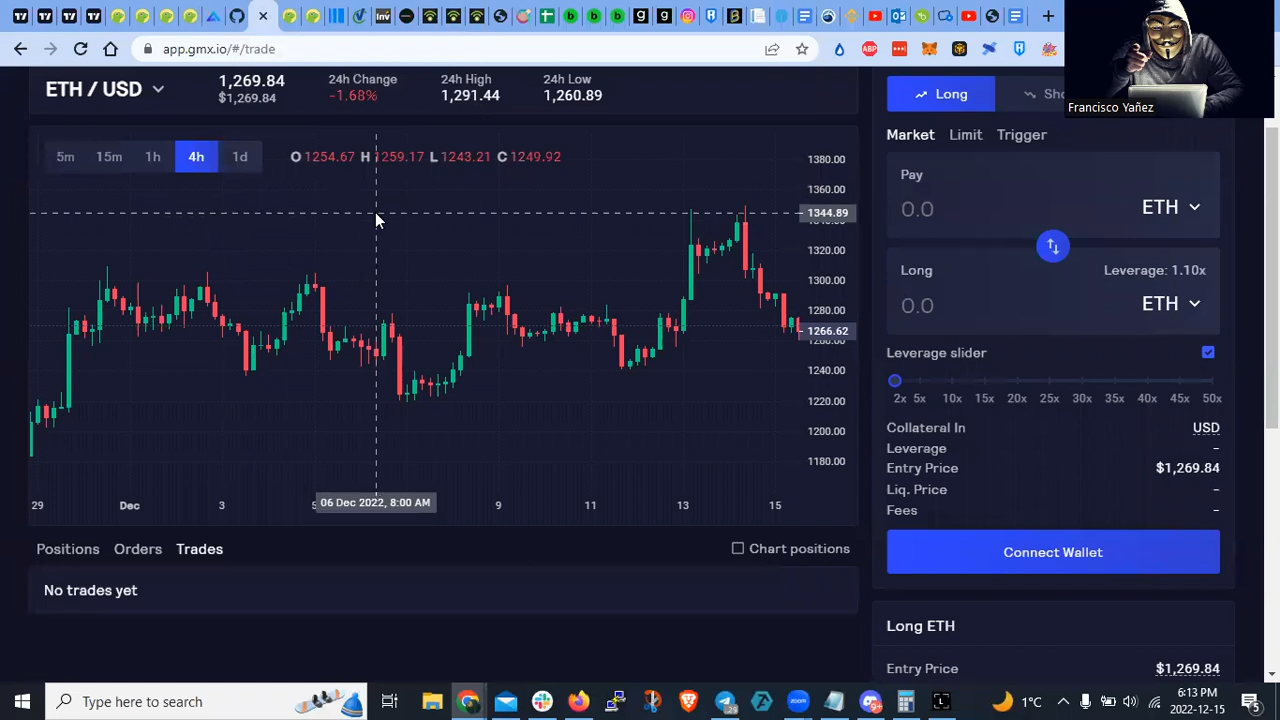 app.gmx.io/#/trade
Francisco Yañez
ETH / USD
1,269.84
$1,269.84
24h Change
-1.68%
24h High
1,291.44
24h Low
1,260.89
5m 15m 1h 4h 1d
O 1254.67 H 1259.17 L 1243.21 C 1249.92
1380.00
1360.00
1344.89
1320.00
1300.00
1280.00
1266.62
1240.00
1220.00
1200.00
1180.00
29 Dec 3 06 Dec 2022, 8:00 AM 9 11 13 15
Positions Orders Trades
Chart positions
No trades yet
Long
Market Limit Trigger
Pay
0.0 ETH
Long Leverage: 1.10x
0.0 ETH
Leverage slider
2x 5x 10x 15x 20x 25x 30x 35x 40x 45x 50x
Collateral In USD
Leverage -
Entry Price $1,269.84
Liq. Price -
Fees -
Connect Wallet
Long ETH
Entry Price $1,269.84
Type here to search
1°C
6:13 PM
2022-12-15